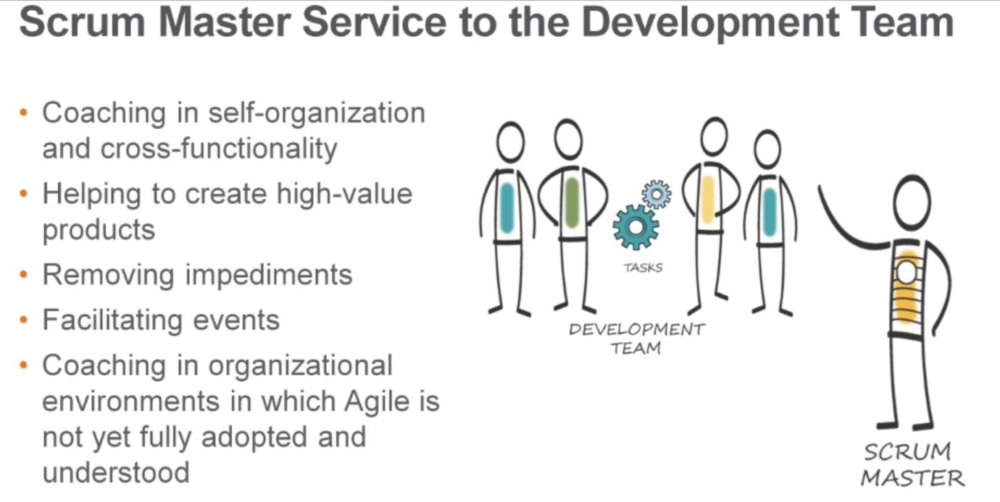 Scrum Master Service to the Development Team
• Coaching in self-organization
and cross-functionality
• Helping to create high-value
products
• Removing impediments
• Facilitating events
• Coaching in organizational
environments in which Agile is
not yet fully adopted and
understood
TASKS
DEVELOPMENT
TEAM
SCRUM
MASTER